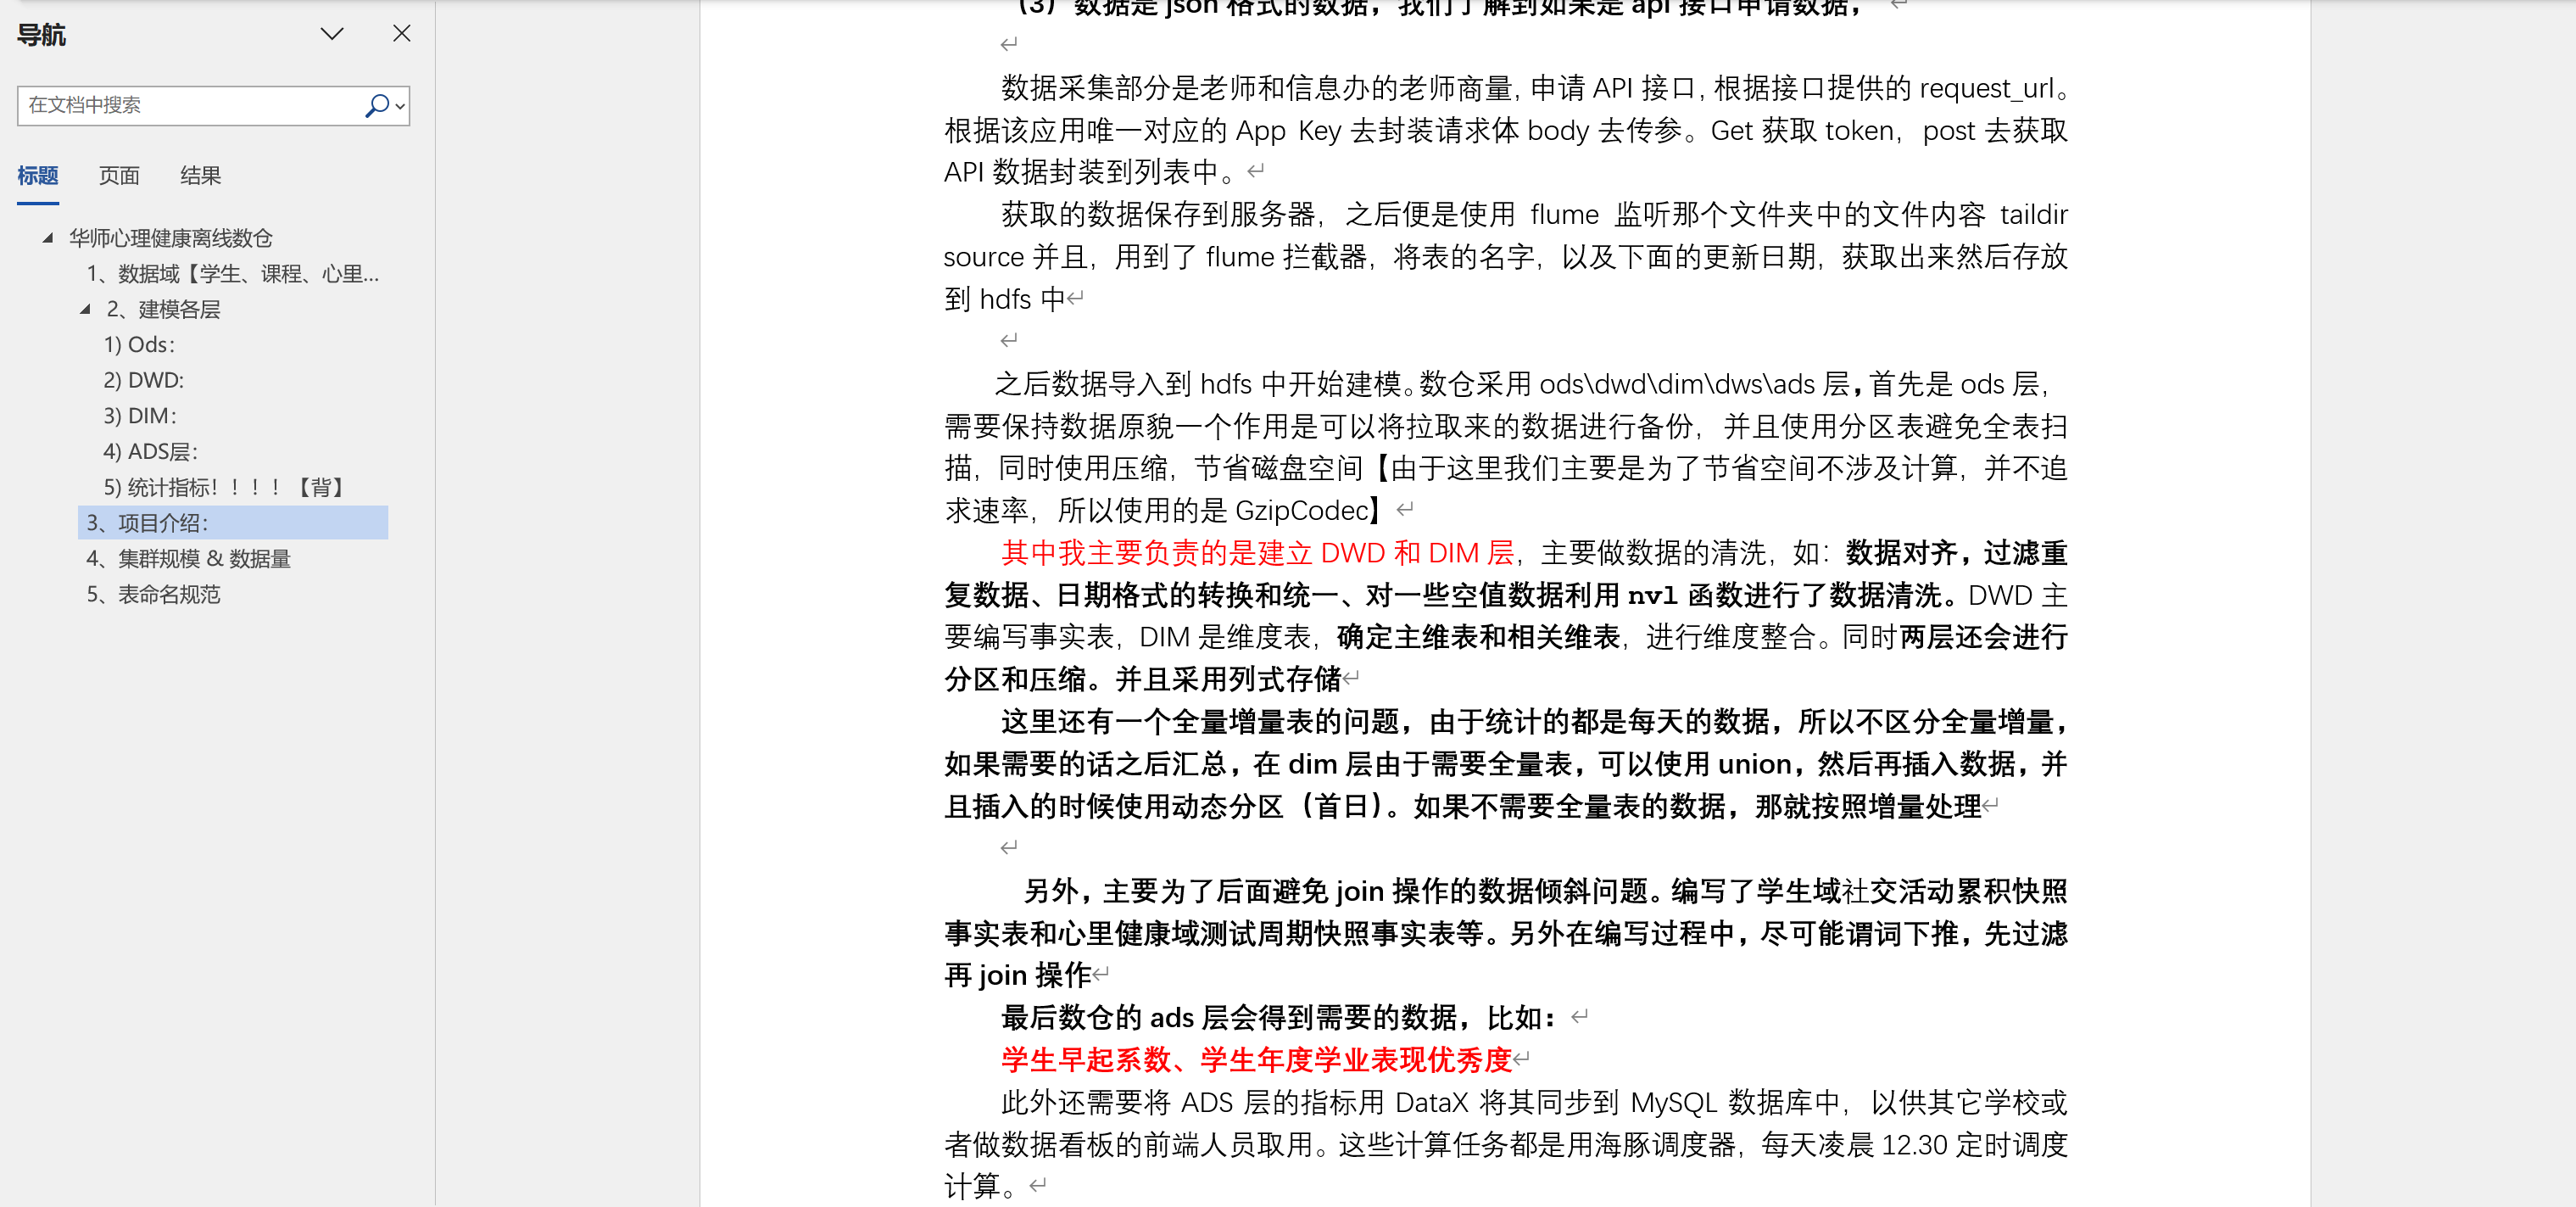 导航
在文档中搜索
标题 页面 结果
华师心理健康离线数仓
1、数据域【学生、课程、心里...
2、建模各层
1) Ods：
2) DWD:
3) DIM：
4) ADS层：
5) 统计指标！！！！【背】
3、项目介绍：
4、集群规模 & 数据量
5、表命名规范
（3）数据是 json 格式的数据，我们了解到如果是 api 接口申请数据，
数据采集部分是老师和信息办的老师商量，申请 API 接口，根据接口提供的 request_url。
根据该应用唯一对应的 App Key 去封装请求体 body 去传参。Get 获取 token，post 去获取
API 数据封装到列表中。
获取的数据保存到服务器，之后便是使用 flume 监听那个文件夹中的文件内容 taildir
source 并且，用到了 flume 拦截器，将表的名字，以及下面的更新日期，获取出来然后存放
到 hdfs 中
之后数据导入到 hdfs 中开始建模。数仓采用 ods\dwd\dim\dws\ads 层，首先是 ods 层，
需要保持数据原貌一个作用是可以将拉取来的数据进行备份，并且使用分区表避免全表扫
描，同时使用压缩，节省磁盘空间【由于这里我们主要是为了节省空间不涉及计算，并不追
求速率，所以使用的是 GzipCodec】
其中我主要负责的是建立 DWD 和 DIM 层，主要做数据的清洗，如：数据对齐，过滤重
复数据、日期格式的转换和统一、对一些空值数据利用 nvl 函数进行了数据清洗。DWD 主
要编写事实表，DIM 是维度表，确定主维表和相关维表，进行维度整合。同时两层还会进行
分区和压缩。并且采用列式存储
这里还有一个全量增量表的问题，由于统计的都是每天的数据，所以不区分全量增量，
如果需要的话之后汇总，在 dim 层由于需要全量表，可以使用 union，然后再插入数据，并
且插入的时候使用动态分区（首日）。如果不需要全量表的数据，那就按照增量处理
另外，主要为了后面避免 join 操作的数据倾斜问题。编写了学生域社交活动累积快照
事实表和心里健康域测试周期快照事实表等。另外在编写过程中，尽可能谓词下推，先过滤
再 join 操作
最后数仓的 ads 层会得到需要的数据，比如：
学生早起系数、学生年度学业表现优秀度
此外还需要将 ADS 层的指标用 DataX 将其同步到 MySQL 数据库中，以供其它学校或
者做数据看板的前端人员取用。这些计算任务都是用海豚调度器，每天凌晨 12.30 定时调度
计算。